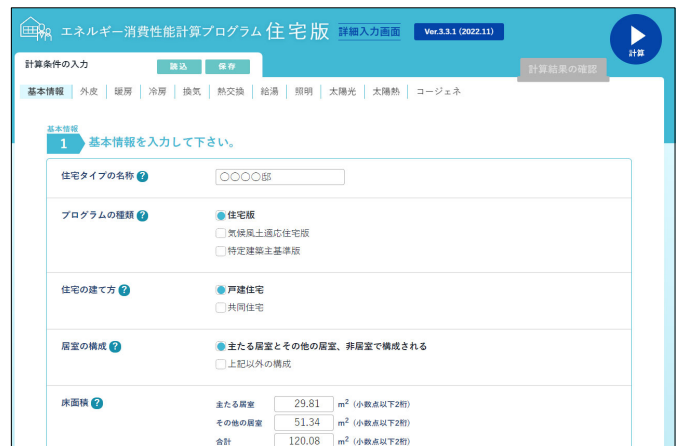 エネルギー消費性能計算プログラム 住宅版 詳細入力画面 Ver.3.3.1 (2022.11)
計算
計算条件の入力 読込 保存 計算結果の確認
基本情報 外皮 暖房 冷房 換気 熱交換 給湯 照明 太陽光 太陽熱 コージェネ
基本情報
1 基本情報を入力して下さい。
住宅タイプの名称 ? ○○○○邸
プログラムの種類 ? 住宅版
気候風土適応住宅版
特定建築主基準版
住宅の建て方 ? 戸建住宅
共同住宅
居室の構成 ? 主たる居室とその他の居室、非居室で構成される
上記以外の構成
床面積 ? 主たる居室 29.81 m² (小数点以下2桁)
その他の居室 51.34 m² (小数点以下2桁)
合計 120.08 m² (小数点以下2桁)